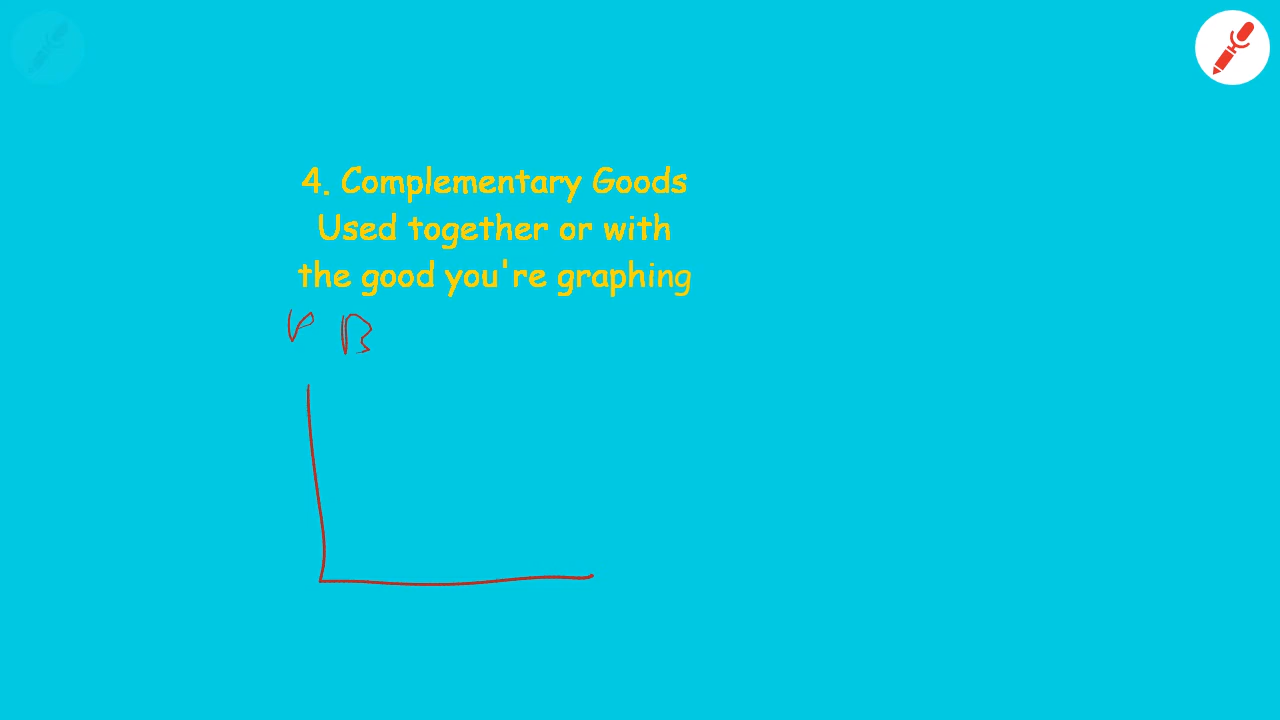 4. Complementary Goods
Used together or with
the good you're graphing
P B